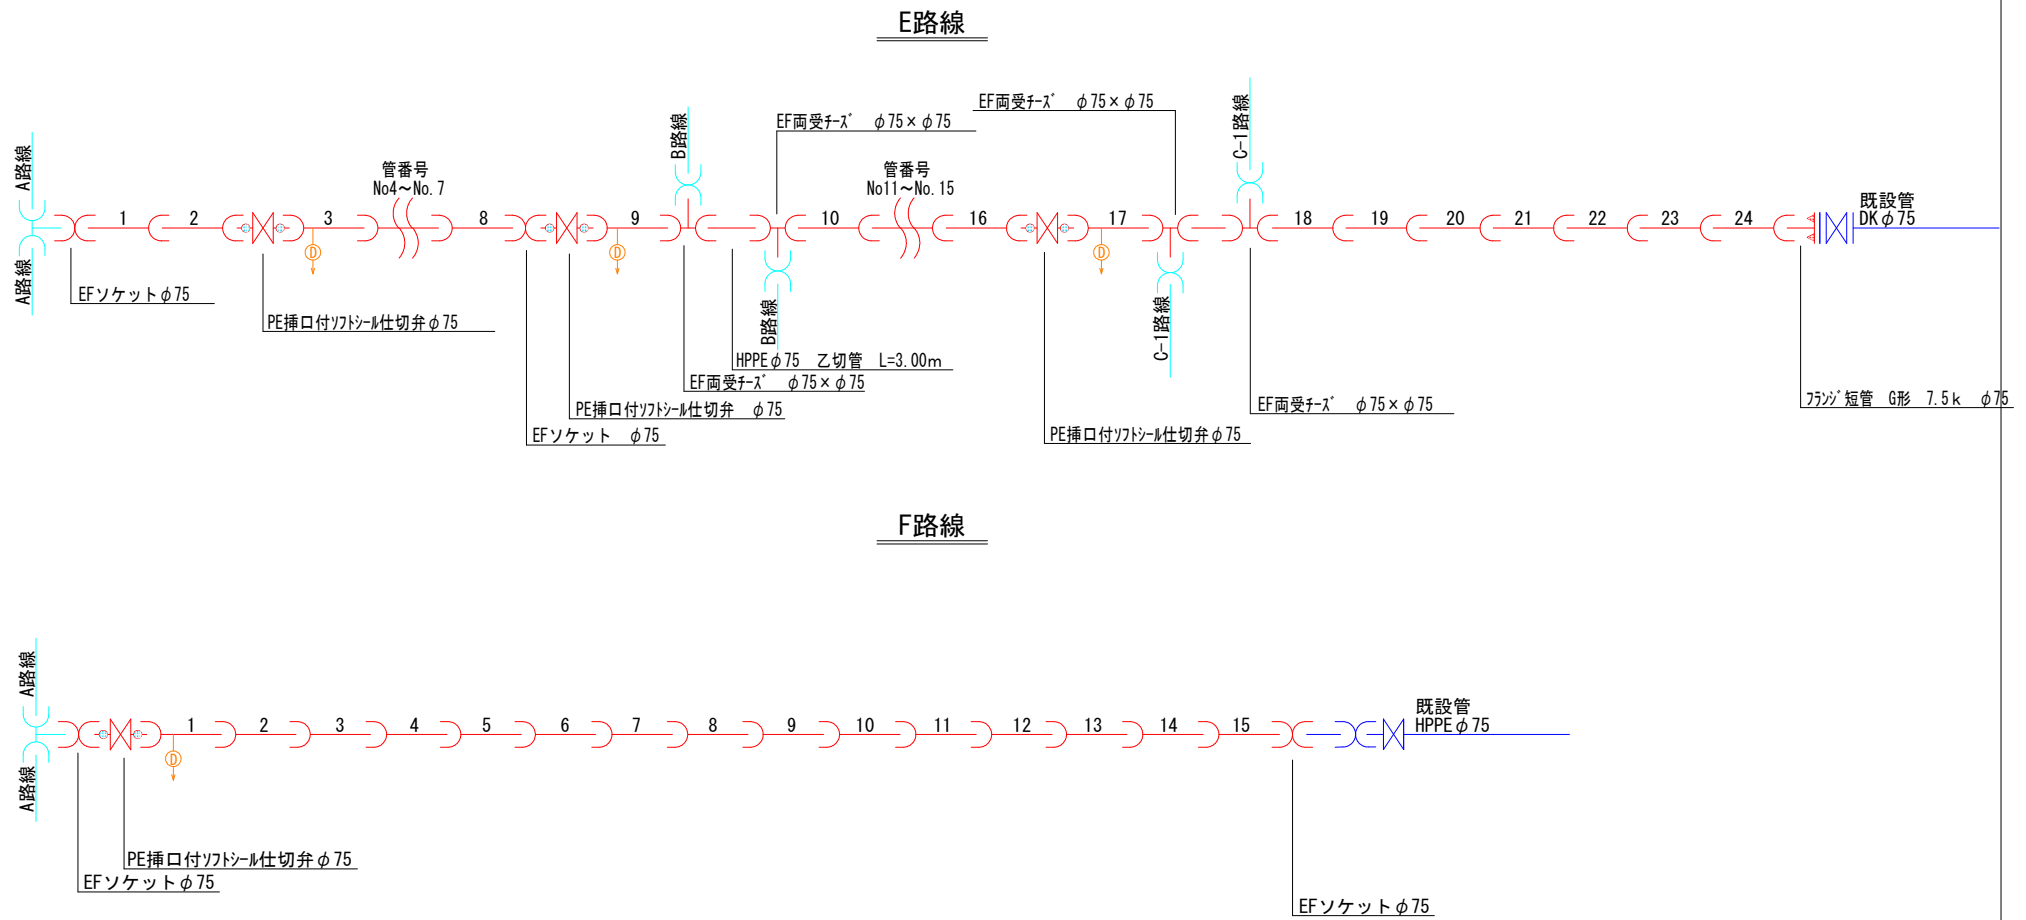 E路線
EF両受ﾁｰｽﾞ φ75×φ75
EF両受ﾁｰｽﾞ φ75×φ75
A路線
管番号
No4～No.7
B路線
管番号
No11～No.15
C-1路線
既設管
DKφ75
1
2
3
8
9
10
16
17
18
19
20
21
22
23
24
D
D
D
A路線
EFソケットφ75
PE挿口付ｿﾌﾄｼｰﾙ仕切弁φ75
B路線
C-1路線
HPPEφ75 乙切管 L=3.00m
EF両受ﾁｰｽﾞ φ75×φ75
PE挿口付ｿﾌﾄｼｰﾙ仕切弁 φ75
EFソケット φ75
PE挿口付ｿﾌﾄｼｰﾙ仕切弁φ75
EF両受ﾁｰｽﾞ φ75×φ75
ﾌﾗﾝｼﾞ短管 G形 7.5k φ75
F路線
A路線
既設管
HPPEφ75
1
2
3
4
5
6
7
8
9
10
11
12
13
14
15
D
A路線
PE挿口付ｿﾌﾄｼｰﾙ仕切弁φ75
EFソケットφ75
EFソケットφ75